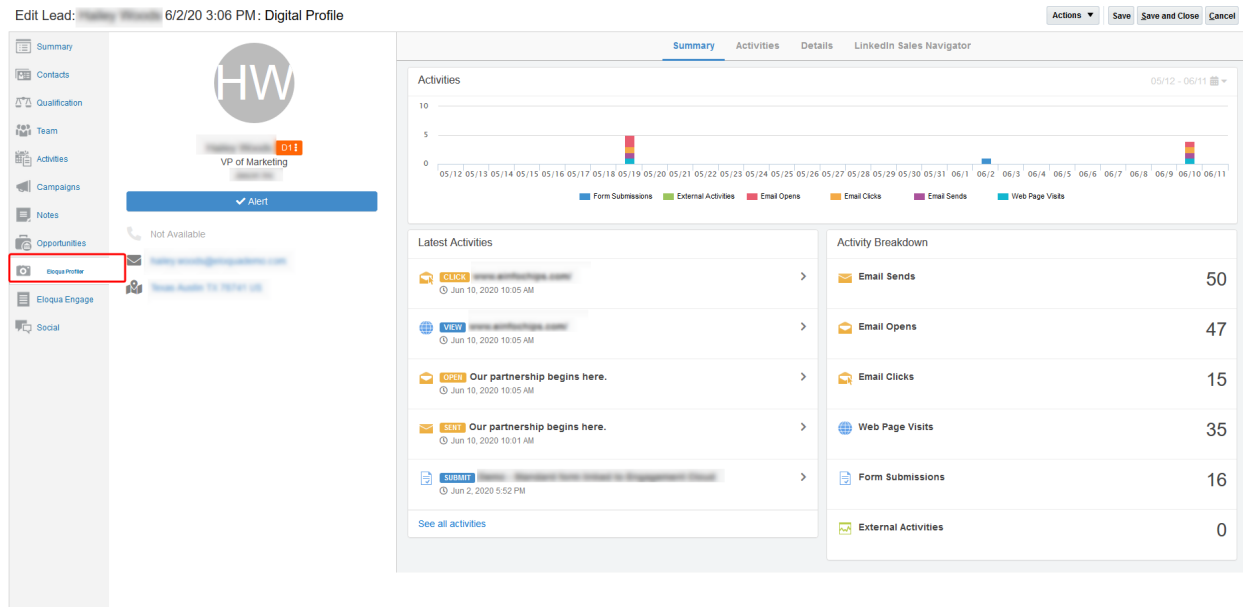 Edit Lead: 6/2/20 3:06 PM: Digital Profile
Actions Save Save and Close Cancel
Summary
Contacts
Qualification
Team
Activities
Campaigns
Notes
Opportunities
Eloqua Profiler
Eloqua Engage
Social
HW
D1
VP of Marketing
Alert
Not Available
Summary Activities Details LinkedIn Sales Navigator
Activities
05/12 - 06/11
10
5
0
05/12 05/13 05/14 05/15 05/16 05/17 05/18 05/19 05/20 05/21 05/22 05/23 05/24 05/25 05/26 05/27 05/28 05/29 05/30 05/31 06/1 06/2 06/3 06/4 06/5 06/6 06/7 06/8 06/9 06/10 06/11
Form Submissions External Activities Email Opens Email Clicks Email Sends Web Page Visits
Latest Activities
CLICK
Jun 10, 2020 10:05 AM
VIEW
Jun 10, 2020 10:05 AM
OPEN Our partnership begins here.
Jun 10, 2020 10:05 AM
SENT Our partnership begins here.
Jun 10, 2020 10:01 AM
SUBMIT
Jun 2, 2020 5:52 PM
See all activities
Activity Breakdown
Email Sends 50
Email Opens 47
Email Clicks 15
Web Page Visits 35
Form Submissions 16
External Activities 0